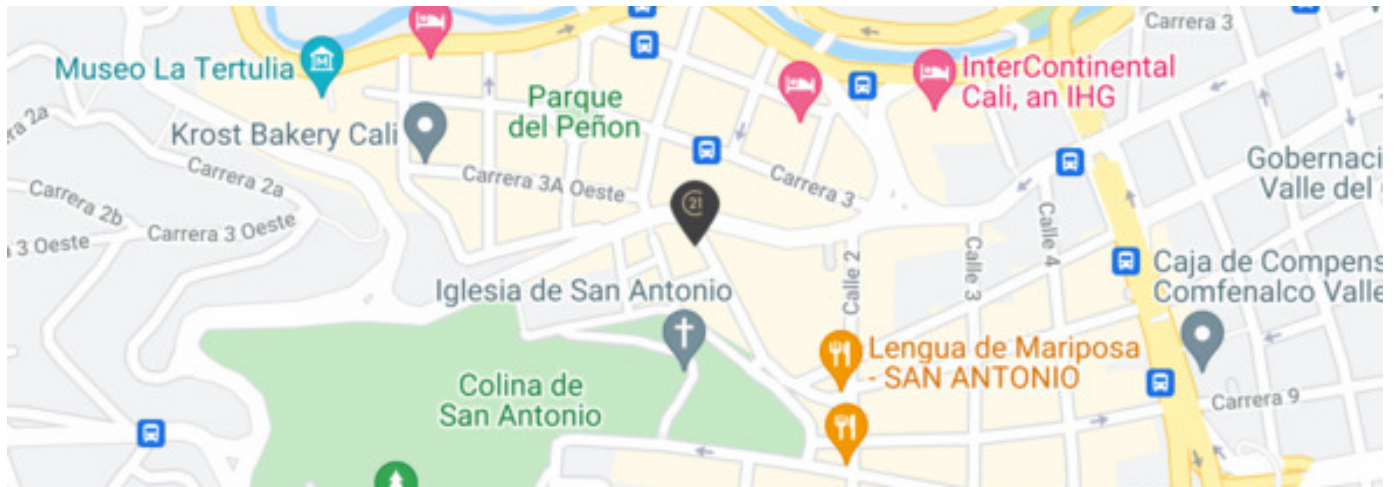 Carrera 3
Museo La Tertulia
M
InterContinental
Cali, an IHG
Parque
del Peñon
Krost Bakery Cali
Carrera 2a
Gobernaci
Valle del
Carrera 3A Oeste
Carrera 3
Carrera 2b
Carrera 3 Oeste
3 Oeste
21
Calle 4
Calle 2
Calle 3
Iglesia de San Antonio
Caja de Compens
Comfenalco Valle
Lengua de Mariposa
- SAN ANTONIO
Colina de
San Antonio
Carrera 9